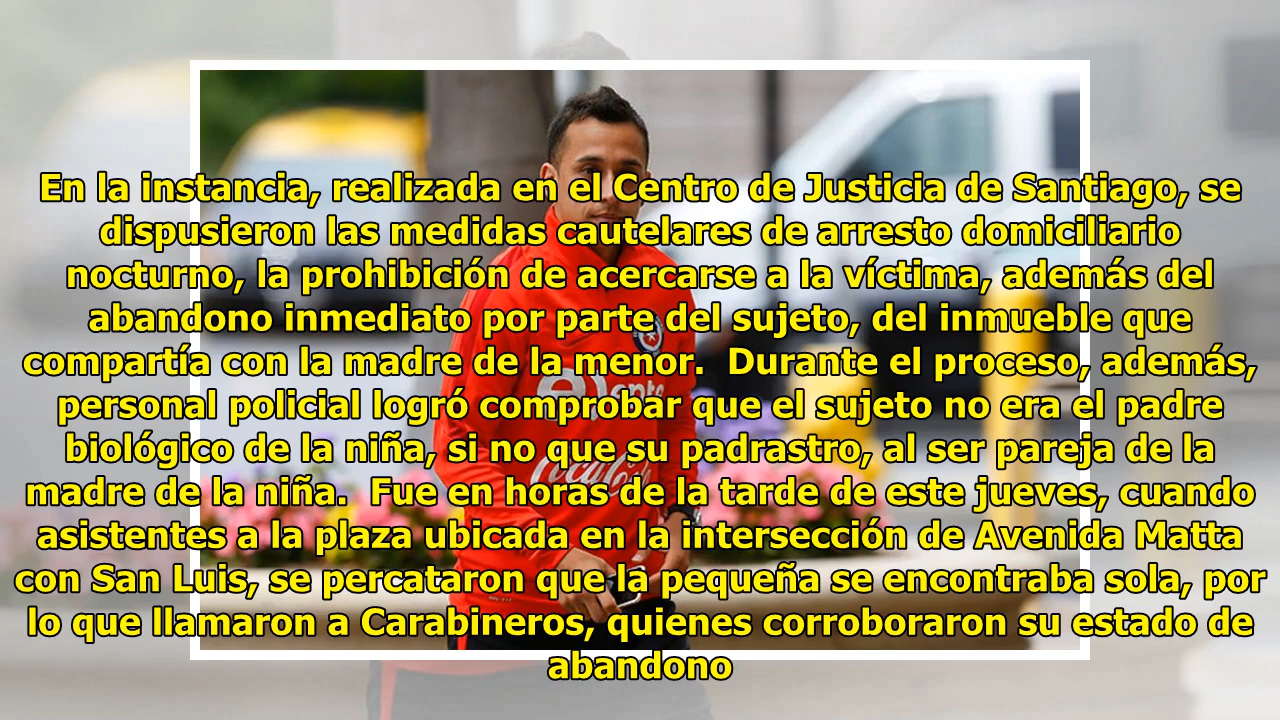 En la instancia, realizada en el Centro de Justicia de Santiago, se
dispusieron las medidas cautelares de arresto domiciliario
nocturno, la prohibición de acercarse a la víctima, además del
abandono inmediato por parte del sujeto, del inmueble que
compartía con la madre de la menor.  Durante el proceso, además,
personal policial logró comprobar que el sujeto no era el padre
biológico de la niña, si no que su padrastro, al ser pareja de la
madre de la niña.  Fue en horas de la tarde de este jueves, cuando
asistentes a la plaza ubicada en la intersección de Avenida Matta
con San Luis, se percataron que la pequeña se encontraba sola, por
lo que llamaron a Carabineros, quienes corroboraron su estado de
abandono
Coca-Cola